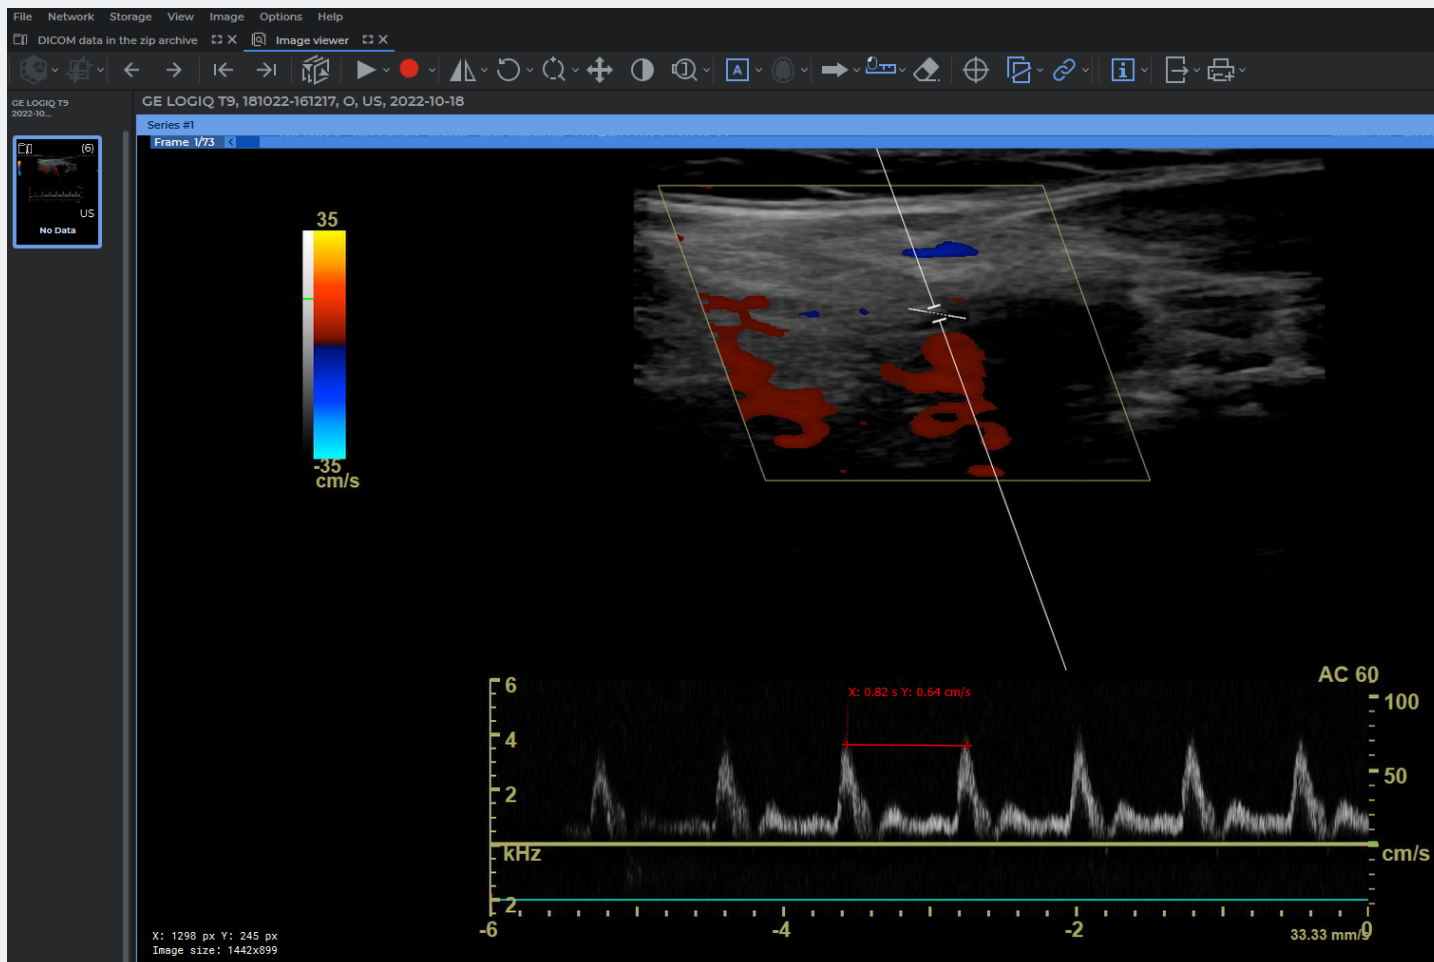 File Network Storage View Image Options Help
DICOM data in the zip archive Image viewer
A
GE LOGIQ T9
2022-10...
GE LOGIQ T9, 181022-161217, O, US, 2022-10-18
Series #1
Frame 1/73
(6)
US
No Data
35
-35
cm/s
AC 60
X: 0.82 s Y: 0.64 cm/s
6
100
4
50
2
kHz
cm/s
2
-6 -4 -2 0
33.33 mm/s
X: 1298 px Y: 245 px
Image size: 1442x899